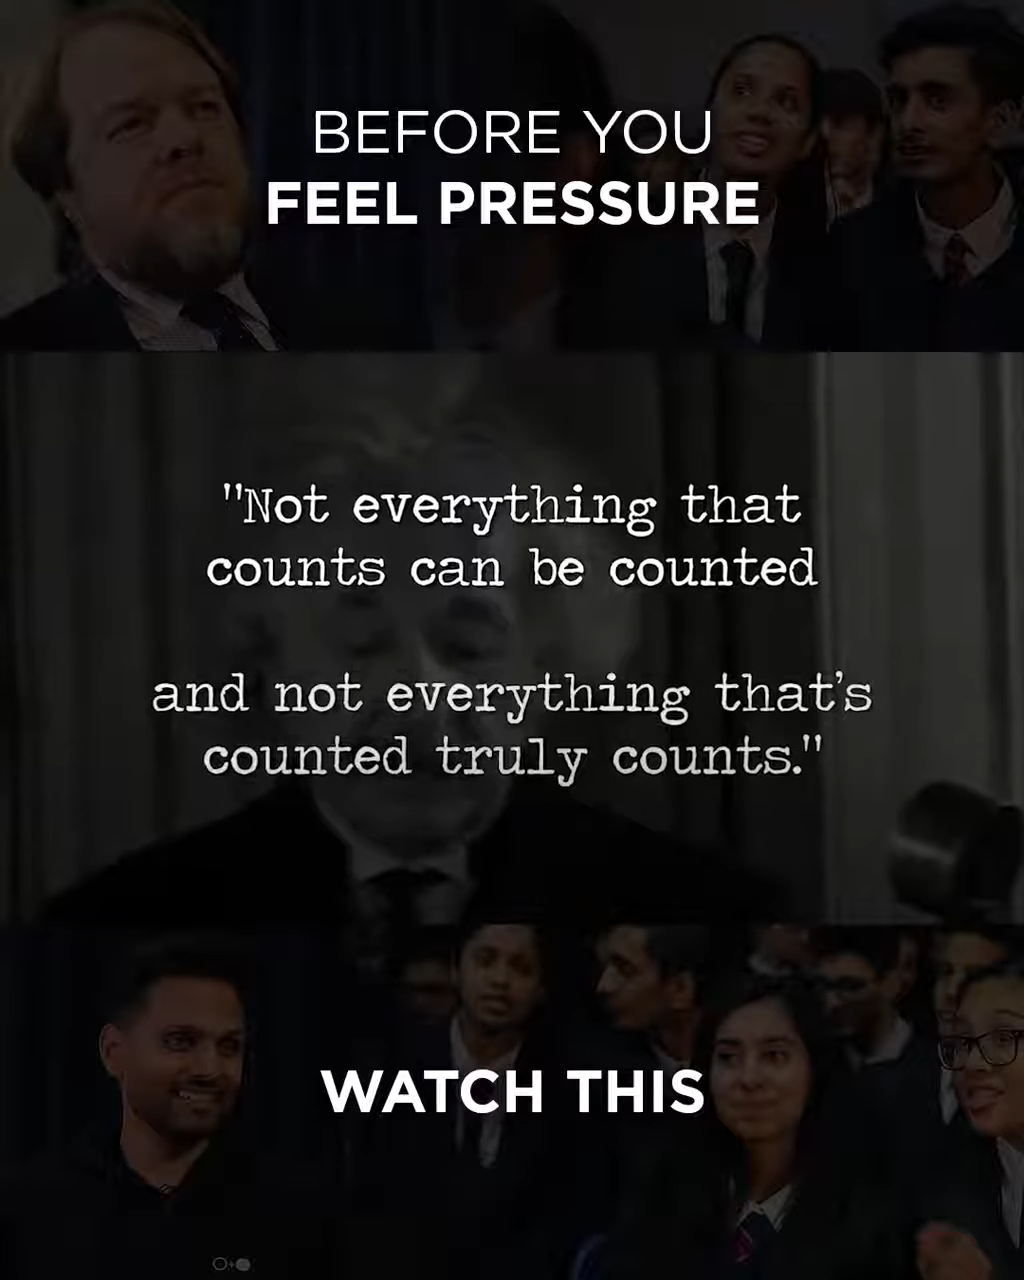 BEFORE YOU
FEEL PRESSURE
"Not everything that
counts can be counted
and not everything that's
counted truly counts."
WATCH THIS